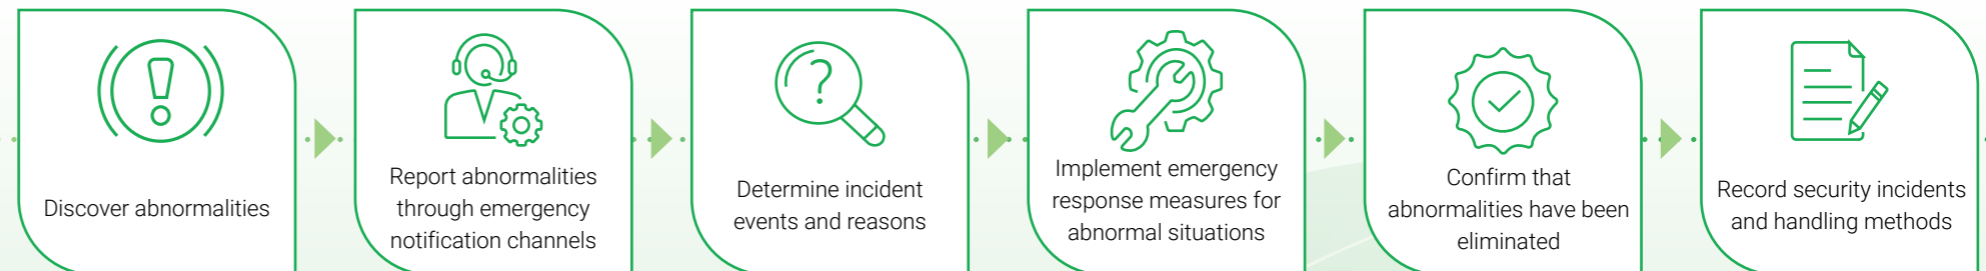 Discover abnormalities
Report abnormalities
through emergency
notification channels
?
Determine incident
events and reasons
Implement emergency
response measures for
abnormal situations
Confirm that
abnormalities have been
eliminated
Record security incidents
and handling methods